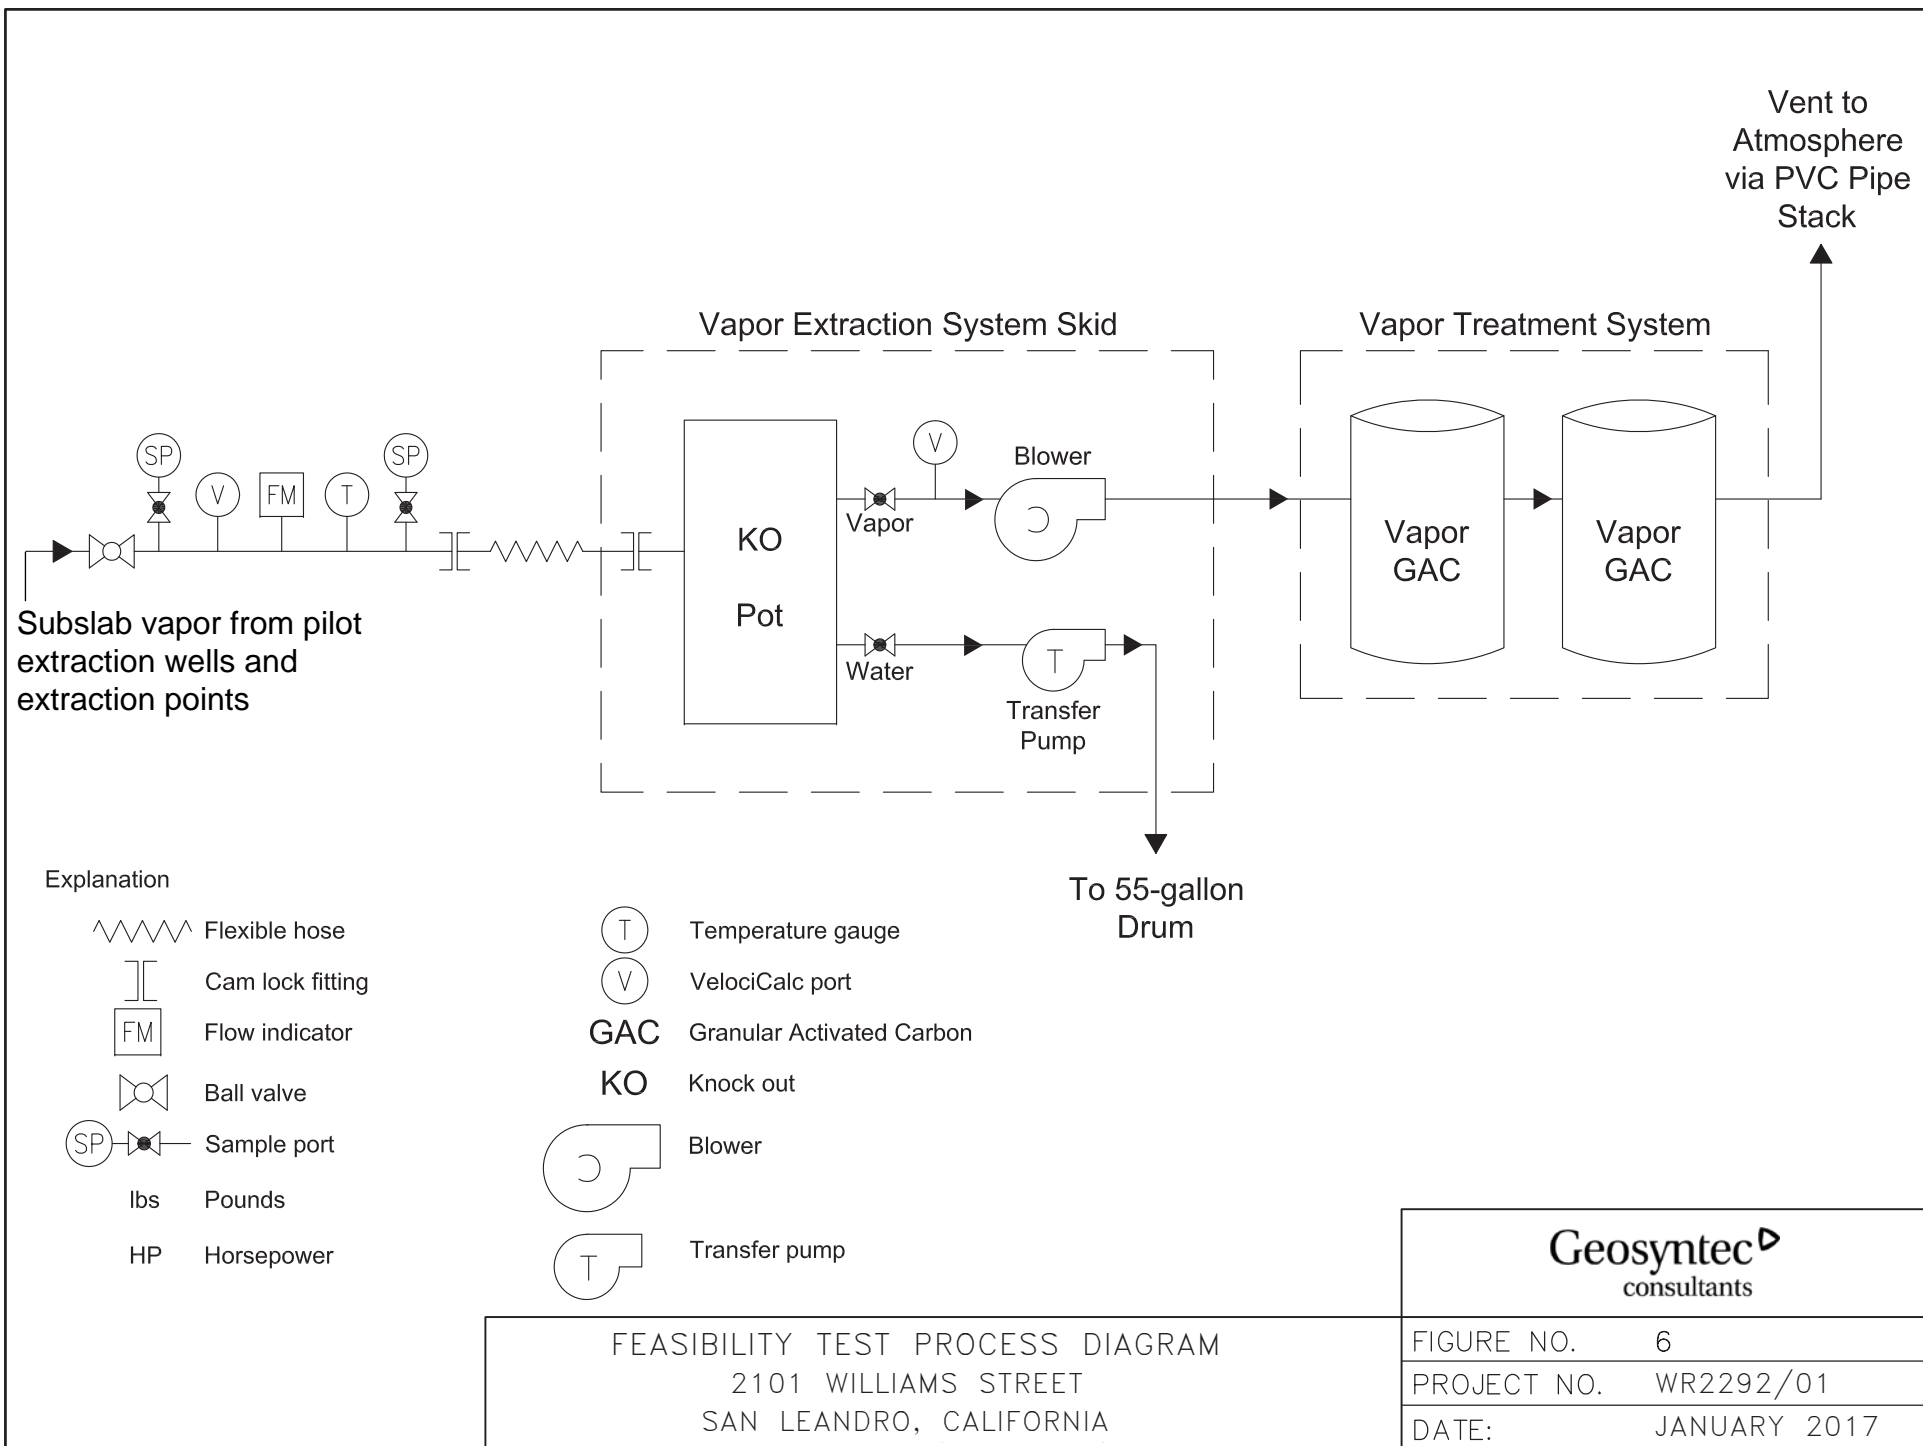 Vent to
Atmosphere
via PVC Pipe
Stack
Vapor Extraction System Skid
Vapor Treatment System
SP
V
FM
T
SP
V
Blower
Vapor
KO
Pot
Vapor
GAC
Vapor
GAC
Water
T
Transfer
Pump
Subslab vapor from pilot
extraction wells and
extraction points
To 55-gallon
Drum
Explanation
Flexible hose
Cam lock fitting
FM Flow indicator
Ball valve
SP Sample port
lbs Pounds
HP Horsepower
T Temperature gauge
V VelociCalc port
GAC Granular Activated Carbon
KO Knock out
Blower
T Transfer pump
Geosyntec
consultants
FEASIBILITY TEST PROCESS DIAGRAM
2101 WILLIAMS STREET
SAN LEANDRO, CALIFORNIA
FIGURE NO. 6
PROJECT NO. WR2292/01
DATE: JANUARY 2017